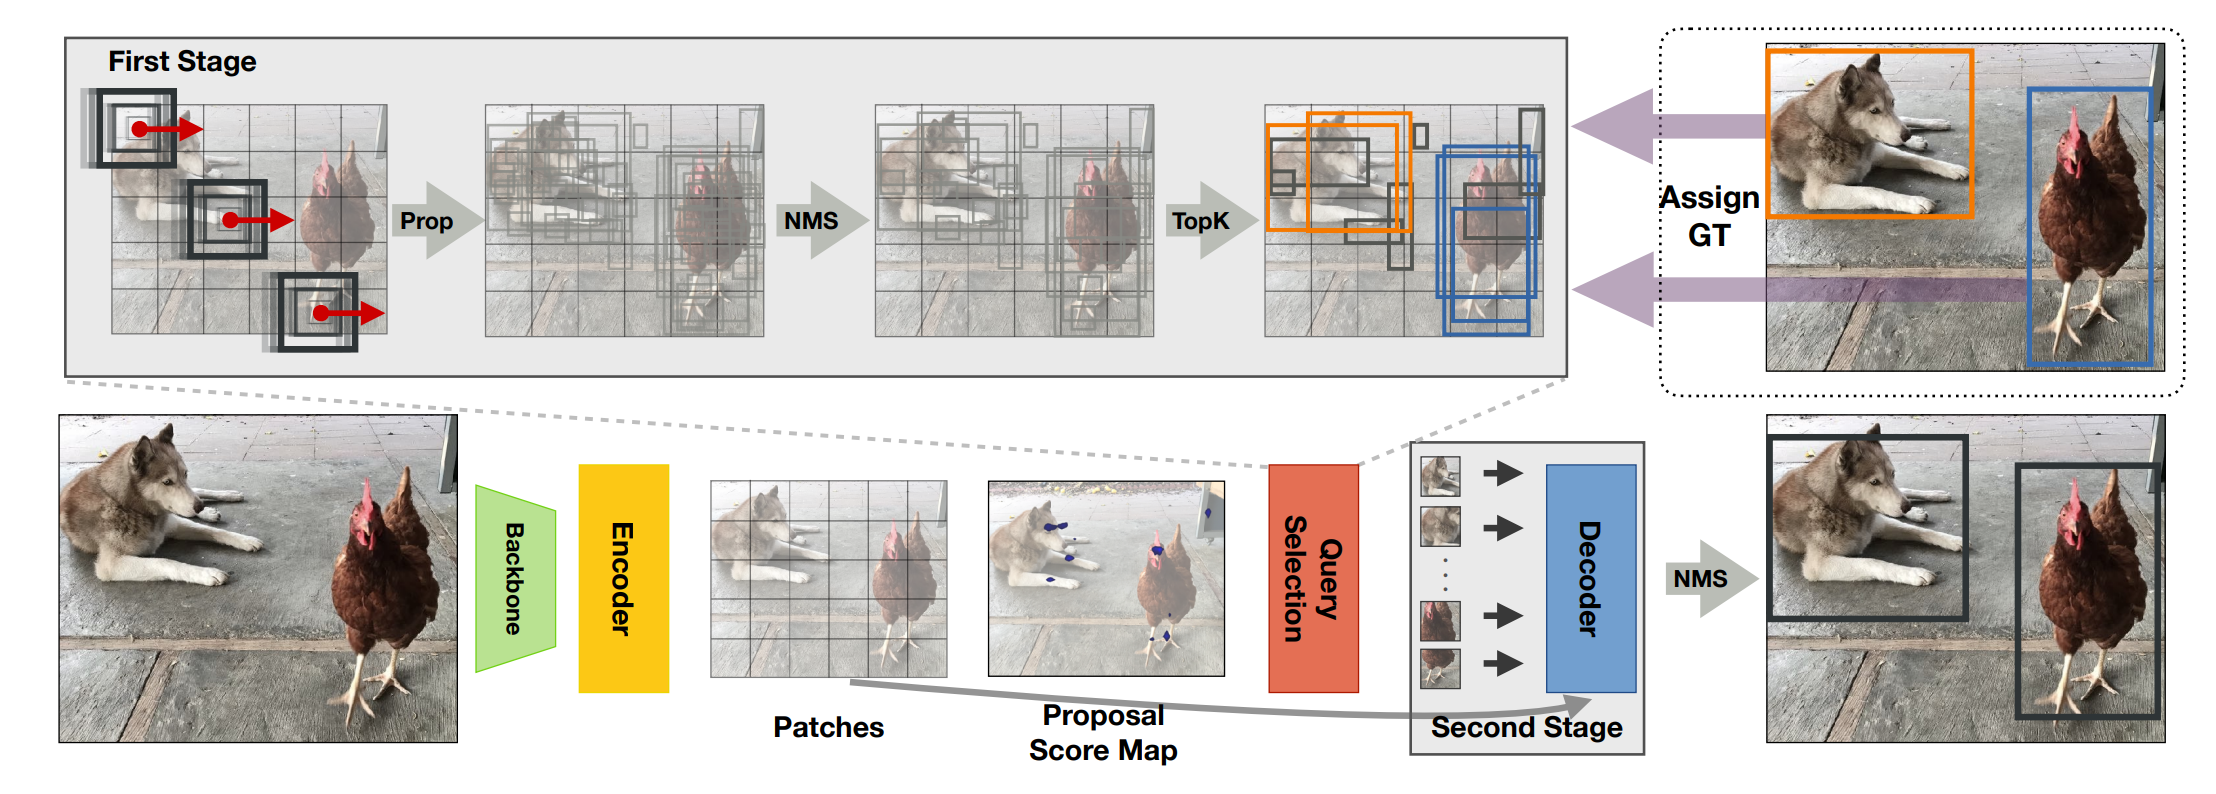 First Stage
Prop
NMS
TopK
Assign
GT
Backbone
Encoder
Patches
Proposal
Score Map
Query
Selection
Decoder
Second Stage
NMS